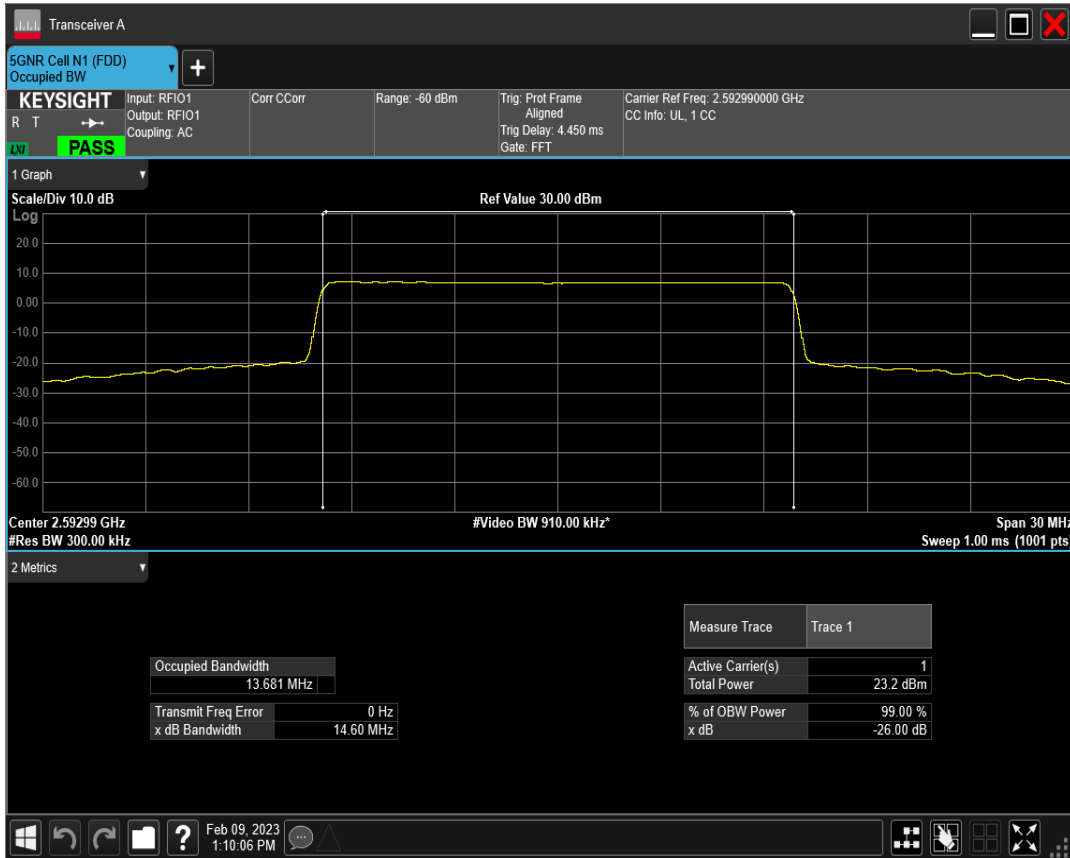 Transceiver A
5GNR Cell N1 (FDD)
Occupied BW
+
KEYSIGHT
R T
LXI
PASS
Input: RFIO1
Output: RFIO1
Coupling: AC
Corr CCorr
Range: -60 dBm
Trig: Prot Frame
Aligned
Trig Delay: 4.450 ms
Gate: FFT
Carrier Ref Freq: 2.592990000 GHz
CC Info: UL, 1 CC
1 Graph
Scale/Div 10.0 dB
Ref Value 30.00 dBm
Log
20.0
10.0
0.00
-10.0
-20.0
-30.0
-40.0
-50.0
-60.0
Center 2.59299 GHz
#Video BW 910.00 kHz*
Span 30 MHz
#Res BW 300.00 kHz
Sweep 1.00 ms (1001 pts)
2 Metrics
Measure Trace Trace 1
Occupied Bandwidth
13.681 MHz
Active Carrier(s) 1
Total Power 23.2 dBm
Transmit Freq Error 0 Hz
x dB Bandwidth 14.60 MHz
% of OBW Power 99.00 %
x dB -26.00 dB
?
Feb 09, 2023
1:10:06 PM